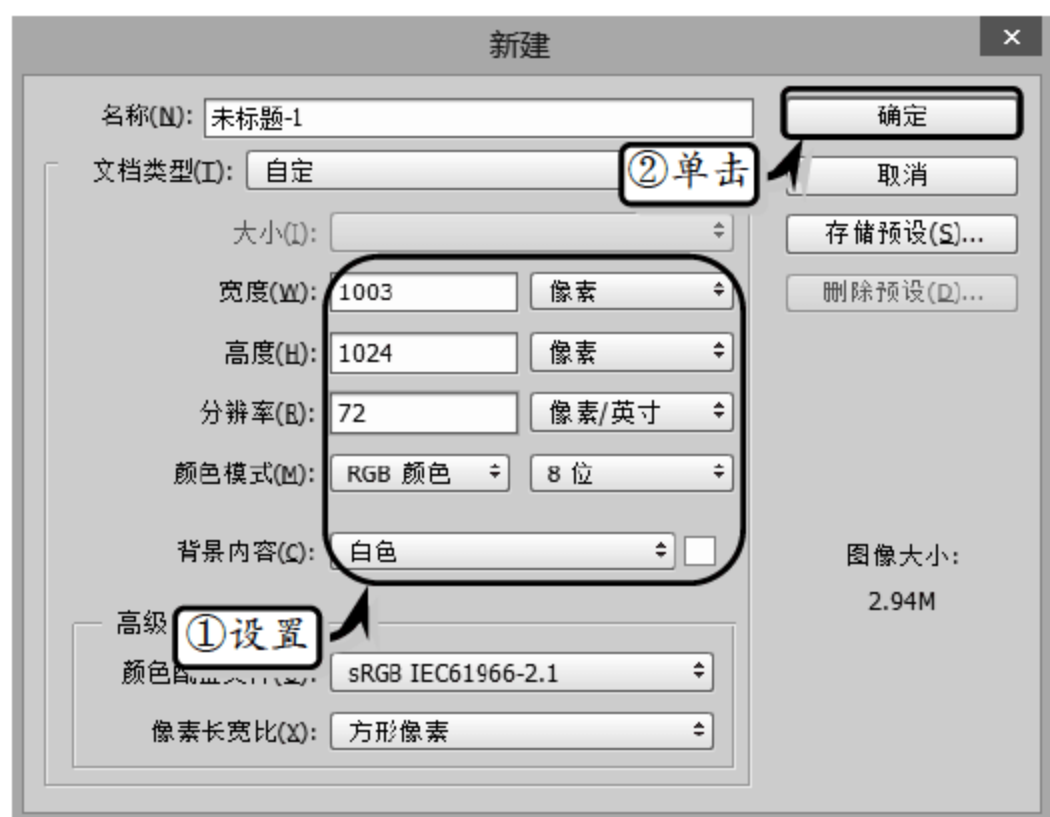 新建
名称(N): 未标题-1
确定
文档类型(T): 自定
②单击
取消
大小(I):
存储预设(S)...
宽度(W): 1003 像素
删除预设(D)...
高度(H): 1024 像素
分辨率(R): 72 像素/英寸
颜色模式(M): RGB 颜色 8 位
背景内容(C): 白色
图像大小:
2.94M
高级
①设置
sRGB IEC61966-2.1
像素长宽比(X): 方形像素